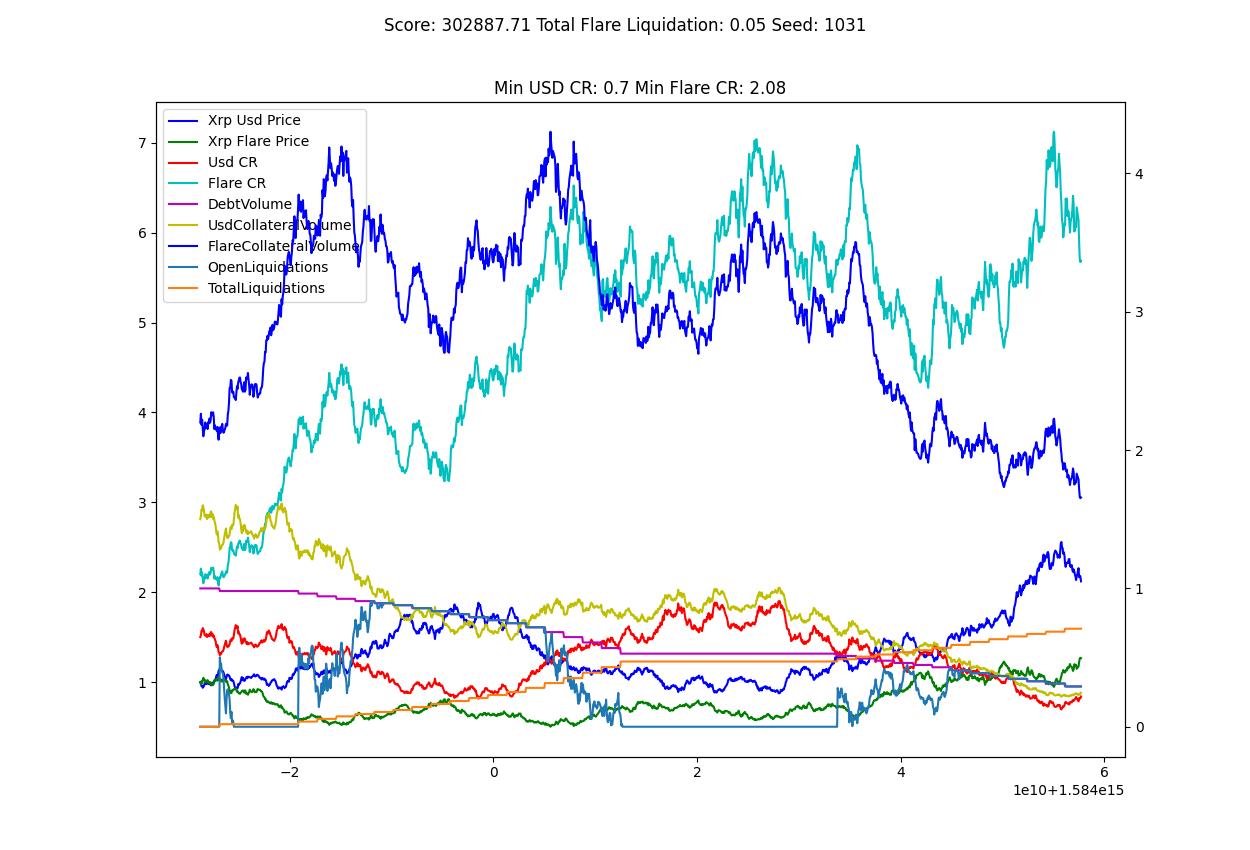 Score: 302887.71 Total Flare Liquidation: 0.05 Seed: 1031
Min USD CR: 0.7 Min Flare CR: 2.08
Xrp Usd Price
Xrp Flare Price
Usd CR
Flare CR
DebtVolume
UsdCollateralVolume
FlareCollateralVolume
OpenLiquidations
TotalLiquidations
7
6
5
4
3
2
1
4
3
2
1
0
−2
0
2
4
6
1e10+1.584e15